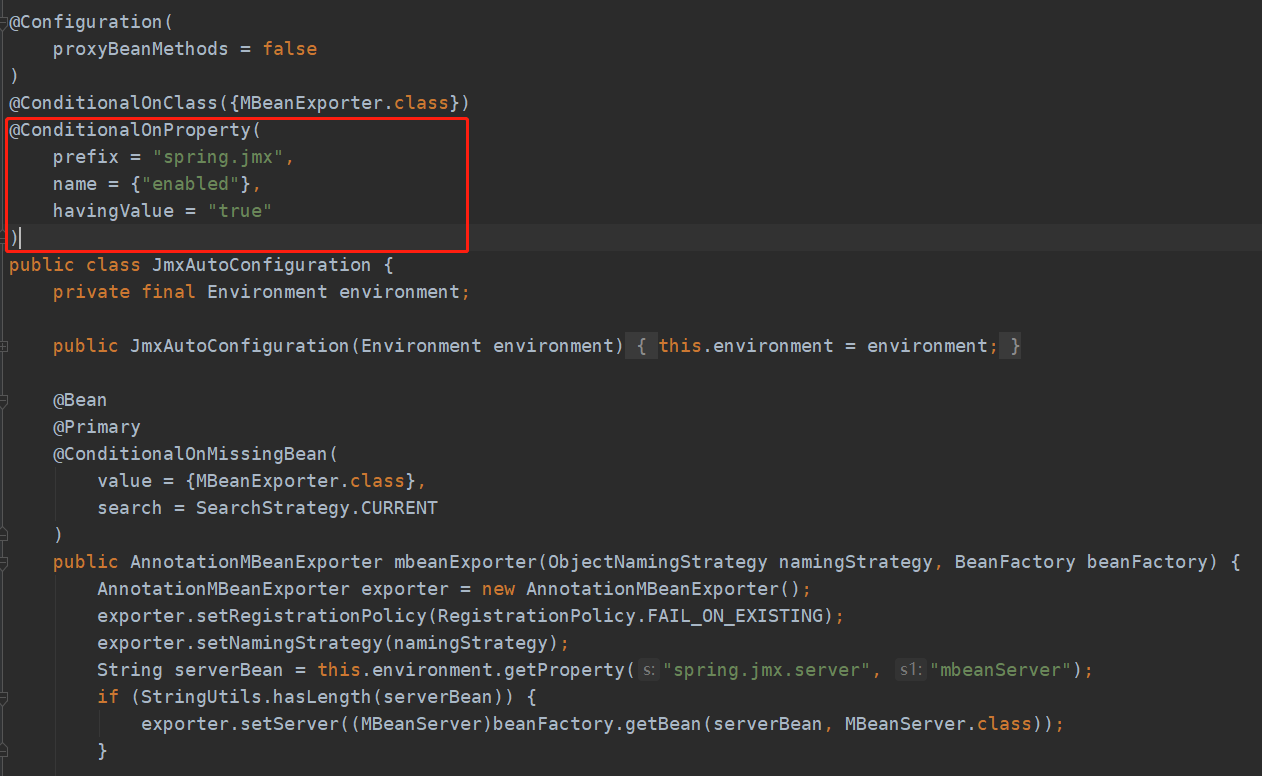 @Configuration(
    proxyBeanMethods = false
)
@ConditionalOnClass({MBeanExporter.class})
@ConditionalOnProperty(
    prefix = "spring.jmx",
    name = {"enabled"},
    havingValue = "true"
)
public class JmxAutoConfiguration {
    private final Environment environment;
    public JmxAutoConfiguration(Environment environment) { this.environment = environment; }
    @Bean
    @Primary
    @ConditionalOnMissingBean(
        value = {MBeanExporter.class},
        search = SearchStrategy.CURRENT
    )
    public AnnotationMBeanExporter mbeanExporter(ObjectNamingStrategy namingStrategy, BeanFactory beanFactory) {
        AnnotationMBeanExporter exporter = new AnnotationMBeanExporter();
        exporter.setRegistrationPolicy(RegistrationPolicy.FAIL_ON_EXISTING);
        exporter.setNamingStrategy(namingStrategy);
        String serverBean = this.environment.getProperty( s: "spring.jmx.server", s1: "mbeanServer");
        if (StringUtils.hasLength(serverBean)) {
            exporter.setServer((MBeanServer)beanFactory.getBean(serverBean, MBeanServer.class));
        }